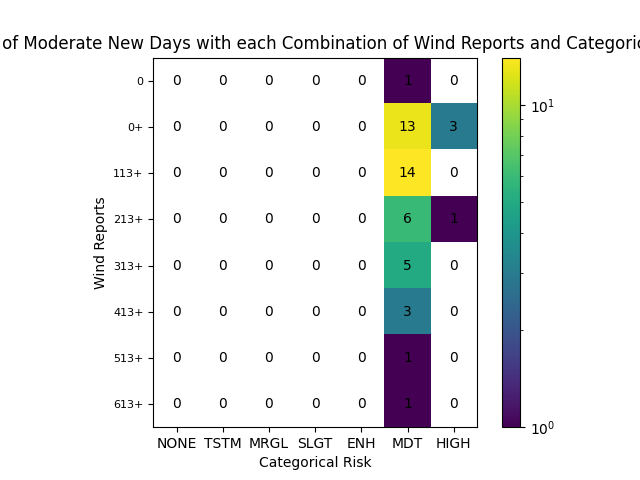 of Moderate New Days with each Combination of Wind Reports and Categoric
0 0 0 0 0 0 1 0
0+ 0 0 0 0 0 13 3
113+ 0 0 0 0 0 14 0
213+ 0 0 0 0 0 6 1
313+ 0 0 0 0 0 5 0
413+ 0 0 0 0 0 3 0
513+ 0 0 0 0 0 1 0
613+ 0 0 0 0 0 1 0
NONE TSTM MRGL SLGT ENH MDT HIGH
Categorical Risk
Wind Reports
10^1
10^0